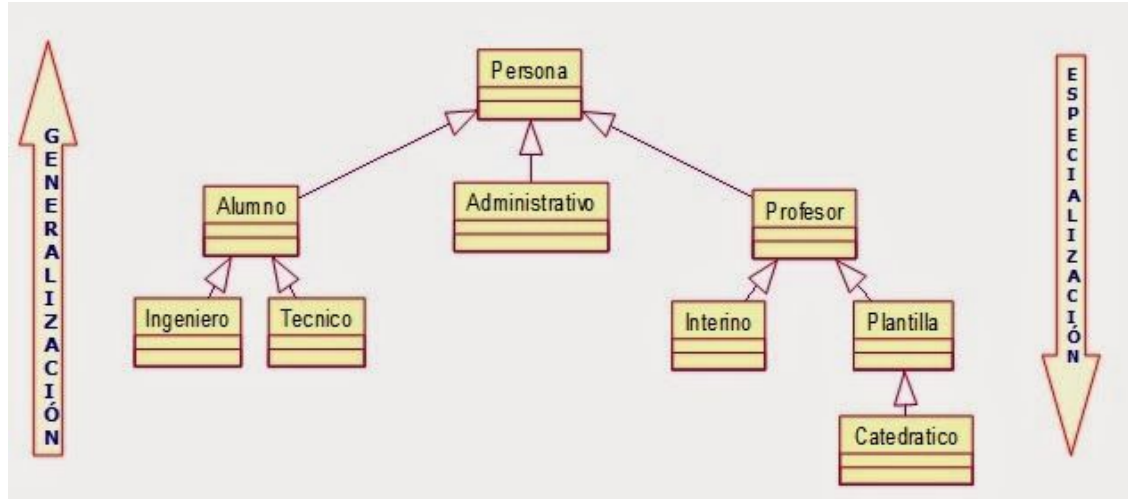 Persona
GENERALIZACIÓN
ESPECIALIZACIÓN
Alumno
Administrativo
Profesor
Ingeniero
Tecnico
Interino
Plantilla
Catedratico